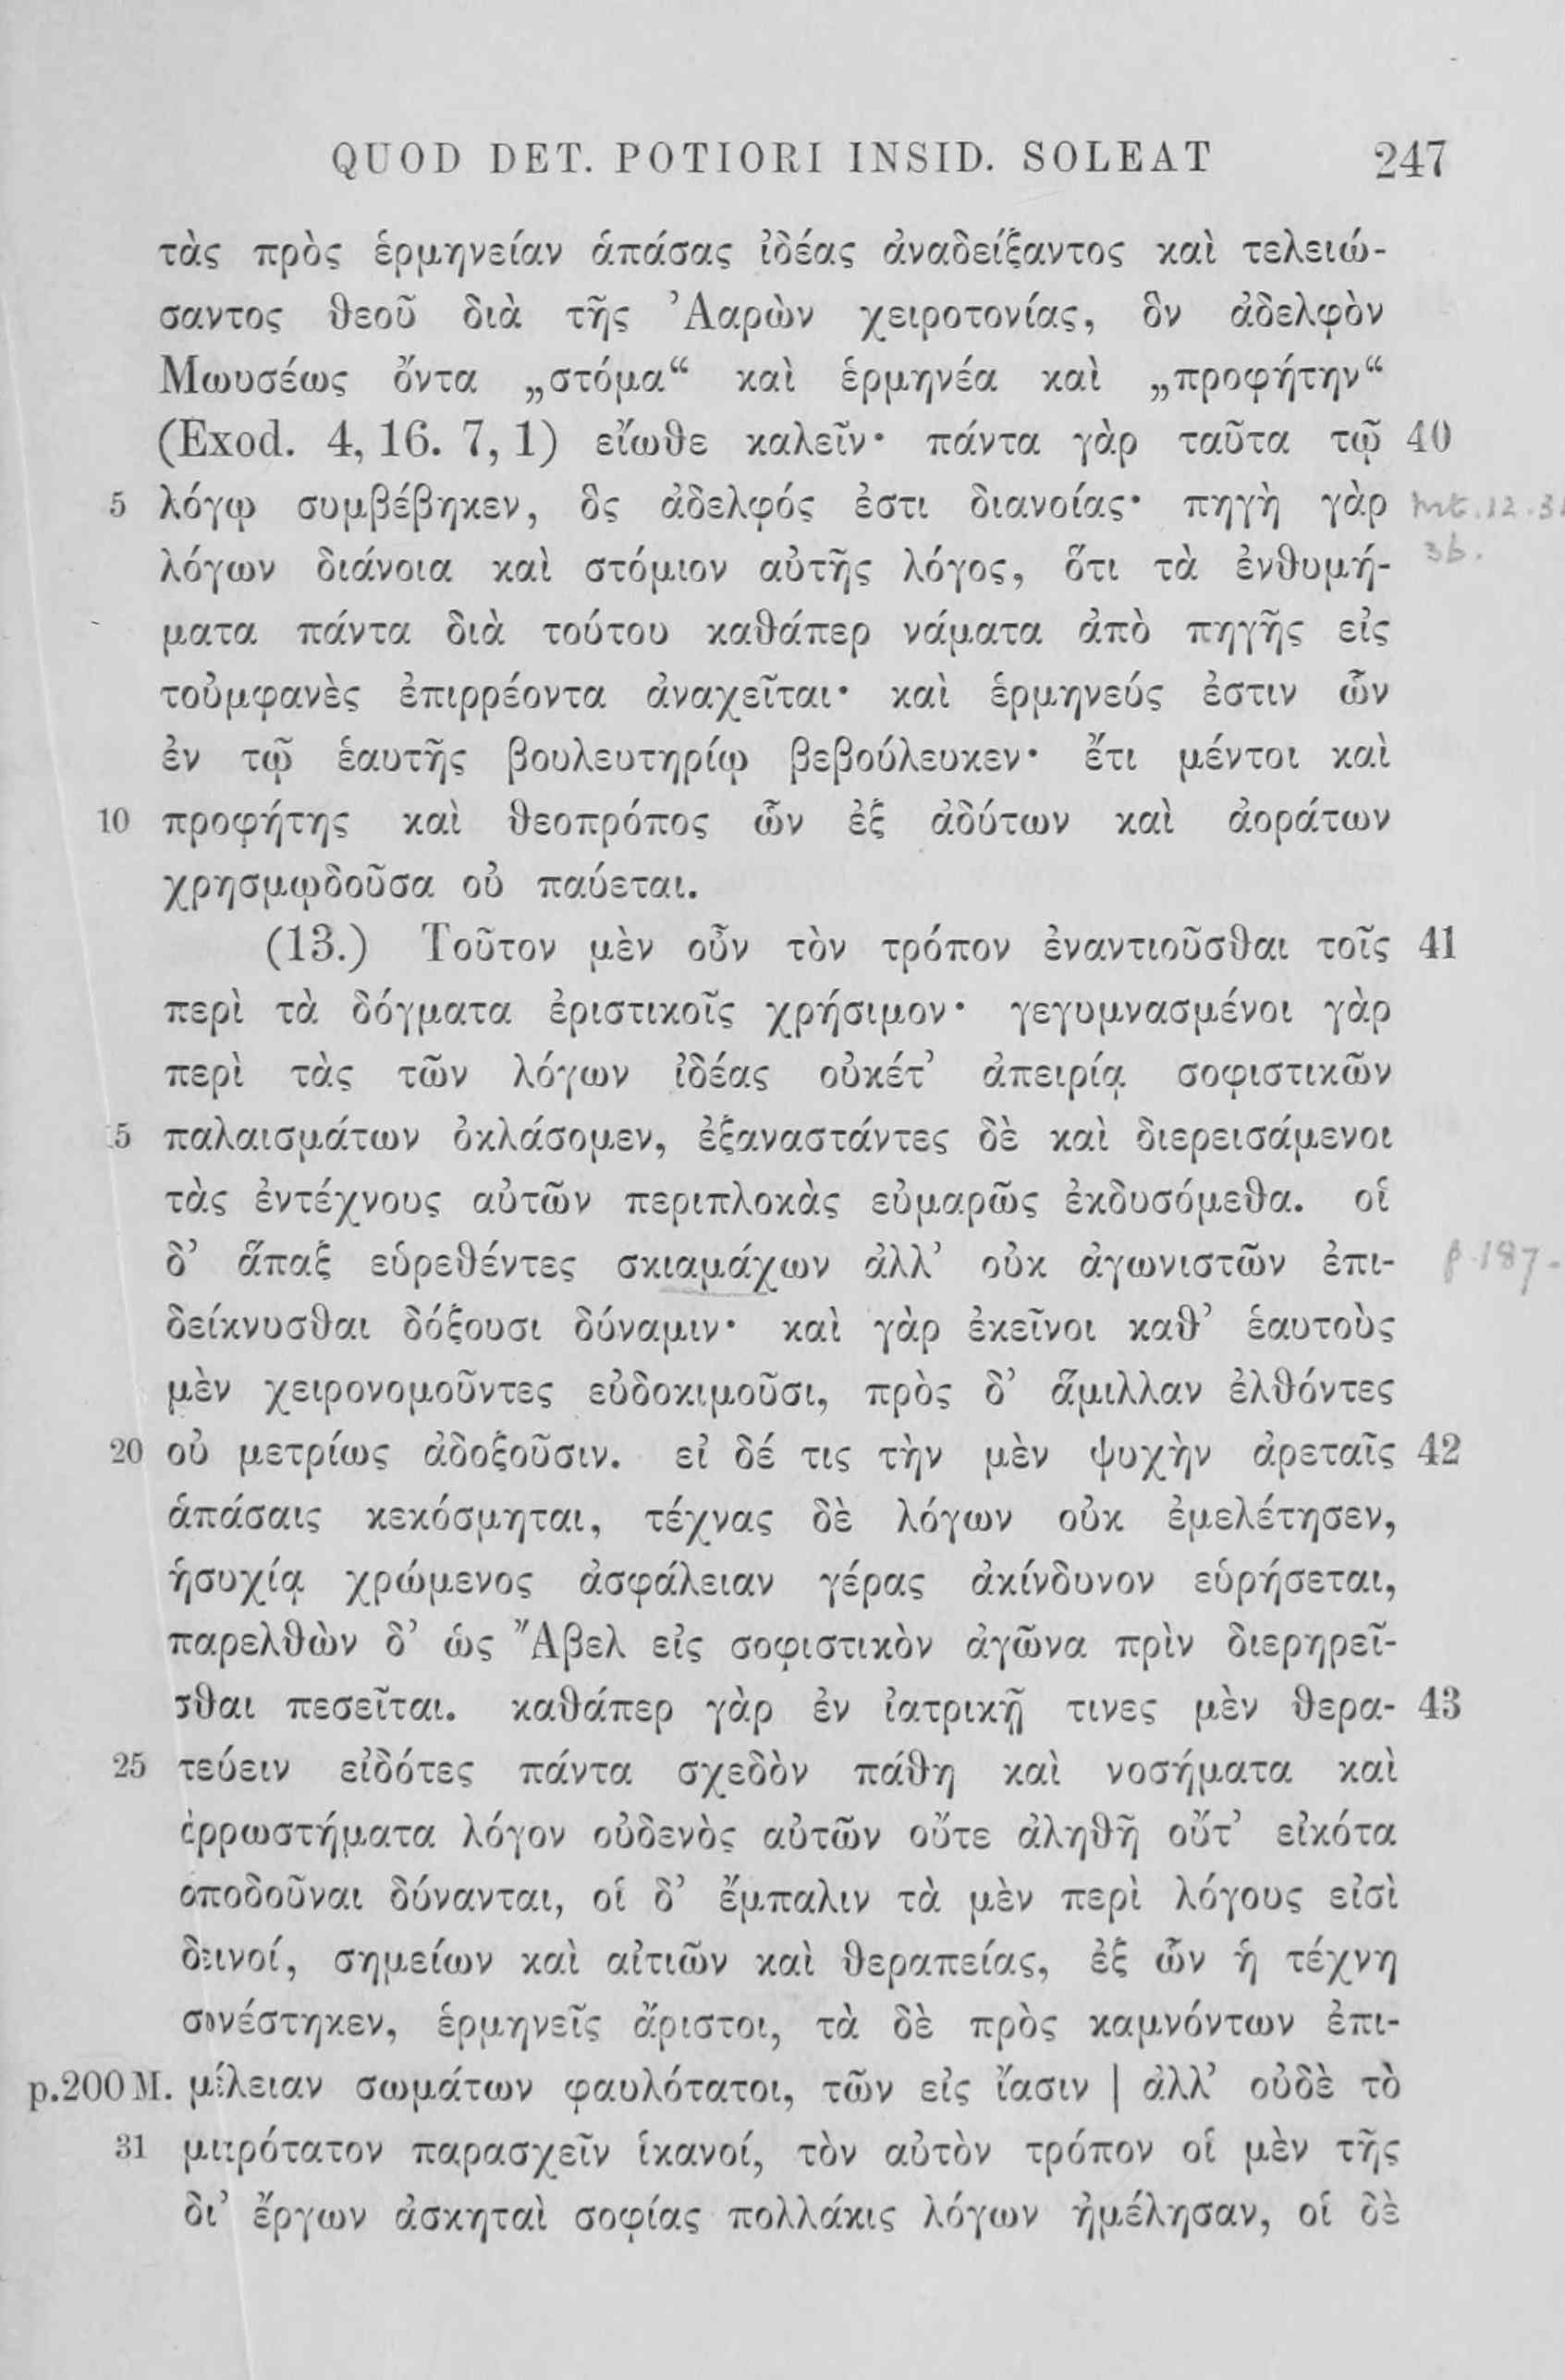 QUOD DET. POTIORI INSID. SOLEAT 247
τὰς πρὸς ἑρμηνείαν ἁπάσας ἰδέας ἀναδείξαντος καὶ τελειώ-
σαντος θεοῦ διὰ τῆς Ἀαρὼν χειροτονίας, ὃν ἀδελφὸν
Μωυσέως ὄντα „στόμα“ καὶ ἑρμηνέα καὶ „προφήτην“
(Exod. 4, 16. 7, 1) εἴωθε καλεῖν· πάντα γὰρ ταῦτα τῷ 40
5 λόγῳ συμβέβηκεν, ὃς ἀδελφός ἐστι διανοίας· πηγὴ γὰρ
λόγων διάνοια καὶ στόμιον αὐτῆς λόγος, ὅτι τὰ ἐνθυμή-
ματα πάντα διὰ τούτου καθάπερ νάματα ἀπὸ πηγῆς εἰς
τοὐμφανὲς ἐπιρρέοντα ἀναχεῖται· καὶ ἑρμηνεύς ἐστιν ὧν
ἐν τῷ ἑαυτῆς βουλευτηρίῳ βεβούλευκεν· ἔτι μέντοι καὶ
10 προφήτης καὶ θεοπρόπος ὧν ἐξ ἀδύτων καὶ ἀοράτων
χρησμῳδοῦσα οὐ παύεται.
(13.) Τοῦτον μὲν οὖν τὸν τρόπον ἐναντιοῦσθαι τοῖς 41
περὶ τὰ δόγματα ἐριστικοῖς χρήσιμον· γεγυμνασμένοι γὰρ
περὶ τὰς τῶν λόγων ἰδέας οὐκέτ’ ἀπειρίᾳ σοφιστικῶν
15 παλαισμάτων ὀκλάσομεν, ἐξαναστάντες δὲ καὶ διερεισάμενοι
τὰς ἐντέχνους αὐτῶν περιπλοκὰς εὐμαρῶς ἐκδυσόμεθα. οἱ
δ’ ἅπαξ εὑρεθέντες σκιαμάχων ἀλλ’ οὐκ ἀγωνιστῶν ἐπι- p. 187-
δείκνυσθαι δόξουσι δύναμιν· καὶ γὰρ ἐκεῖνοι καθ’ ἑαυτοὺς
μὲν χειρονομοῦντες εὐδοκιμοῦσι, πρὸς δ’ ἅμιλλαν ἐλθόντες
20 οὐ μετρίως ἀδοξοῦσιν. εἰ δέ τις τὴν μὲν ψυχὴν ἀρεταῖς 42
ἁπάσαις κεκόσμηται, τέχνας δὲ λόγων οὐκ ἐμελέτησεν,
ἡσυχίᾳ χρώμενος ἀσφάλειαν γέρας ἀκίνδυνον εὑρήσεται,
παρελθὼν δ’ ὡς Ἄβελ εἰς σοφιστικὸν ἀγῶνα πρὶν διερηρεῖ-
σθαι πεσεῖται. καθάπερ γὰρ ἐν ἰατρικῇ τινες μὲν θερα- 43
25 πεύειν εἰδότες πάντα σχεδὸν πάθη καὶ νοσήματα καὶ
ἀρρωστήματα λόγον οὐδενὸς αὐτῶν οὔτε ἀληθῆ οὔτ’ εἰκότα
ἀποδοῦναι δύνανται, οἱ δ’ ἔμπαλιν τὰ μὲν περὶ λόγους εἰσὶ
δεινοί, σημείων καὶ αἰτιῶν καὶ θεραπείας, ἐξ ὧν ἡ τέχνη
συνέστηκεν, ἑρμηνεῖς ἄριστοι, τὰ δὲ πρὸς καμνόντων ἐπι-
p.200 M. μέλειαν σωμάτων φαυλότατοι, τῶν εἰς ἴασιν | ἀλλ’ οὐδὲ τὸ
31 μικρότατον παρασχεῖν ἱκανοί, τὸν αὐτὸν τρόπον οἱ μὲν τῆς
δι’ ἔργων ἀσκηταὶ σοφίας πολλάκις λόγων ἠμέλησαν, οἱ δὲ